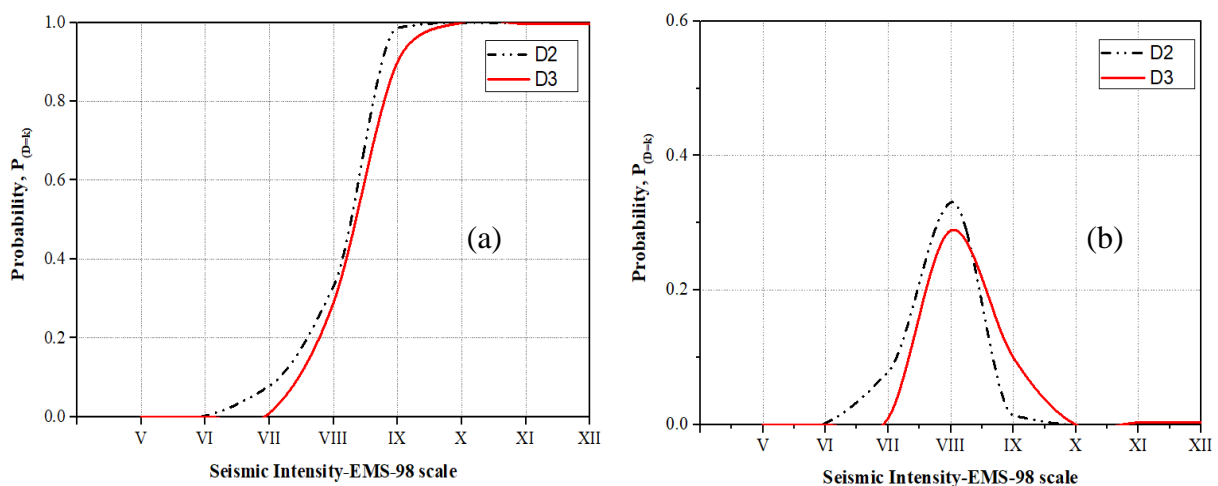 1.0
0.8
0.6
0.4
0.2
0.0
Probability, P(D=k)
D2
D3
(a)
V VI VII VIII IX X XI XII
Seismic Intensity-EMS-98 scale
0.6
0.4
0.2
0.0
Probability, P(D=k)
D2
D3
(b)
V VI VII VIII IX X XI XII
Seismic Intensity-EMS-98 scale